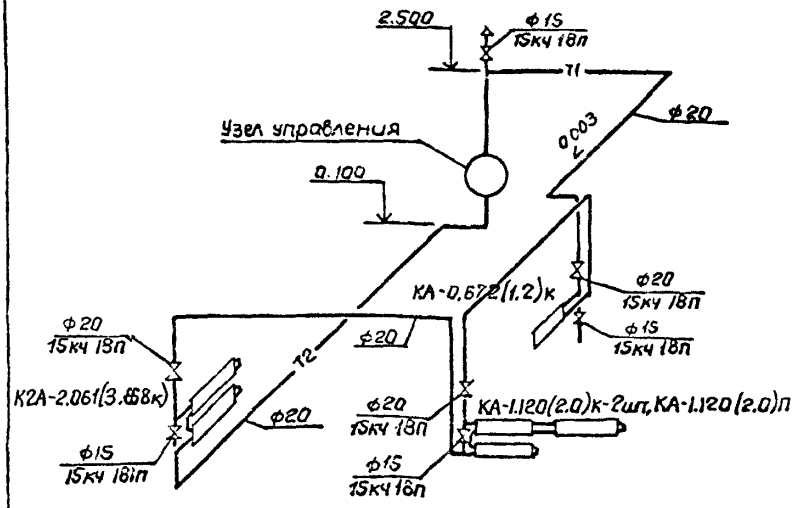 2.500
ф15
15кч 18п
Т1
ф20
0.003
Узел управления
0.100
КА-0.672(1.2)к
ф20
15кч 18п
ф15
15кч 18п
ф20
15кч 18п
ф20
Т2
К2А-2.061(3.668к)
ф20
ф20
15кч 18п
КА-1.120(2.0)к-2шт, КА-1.120(2.0)п
ф15
15кч 18п
ф15
15кч 18п